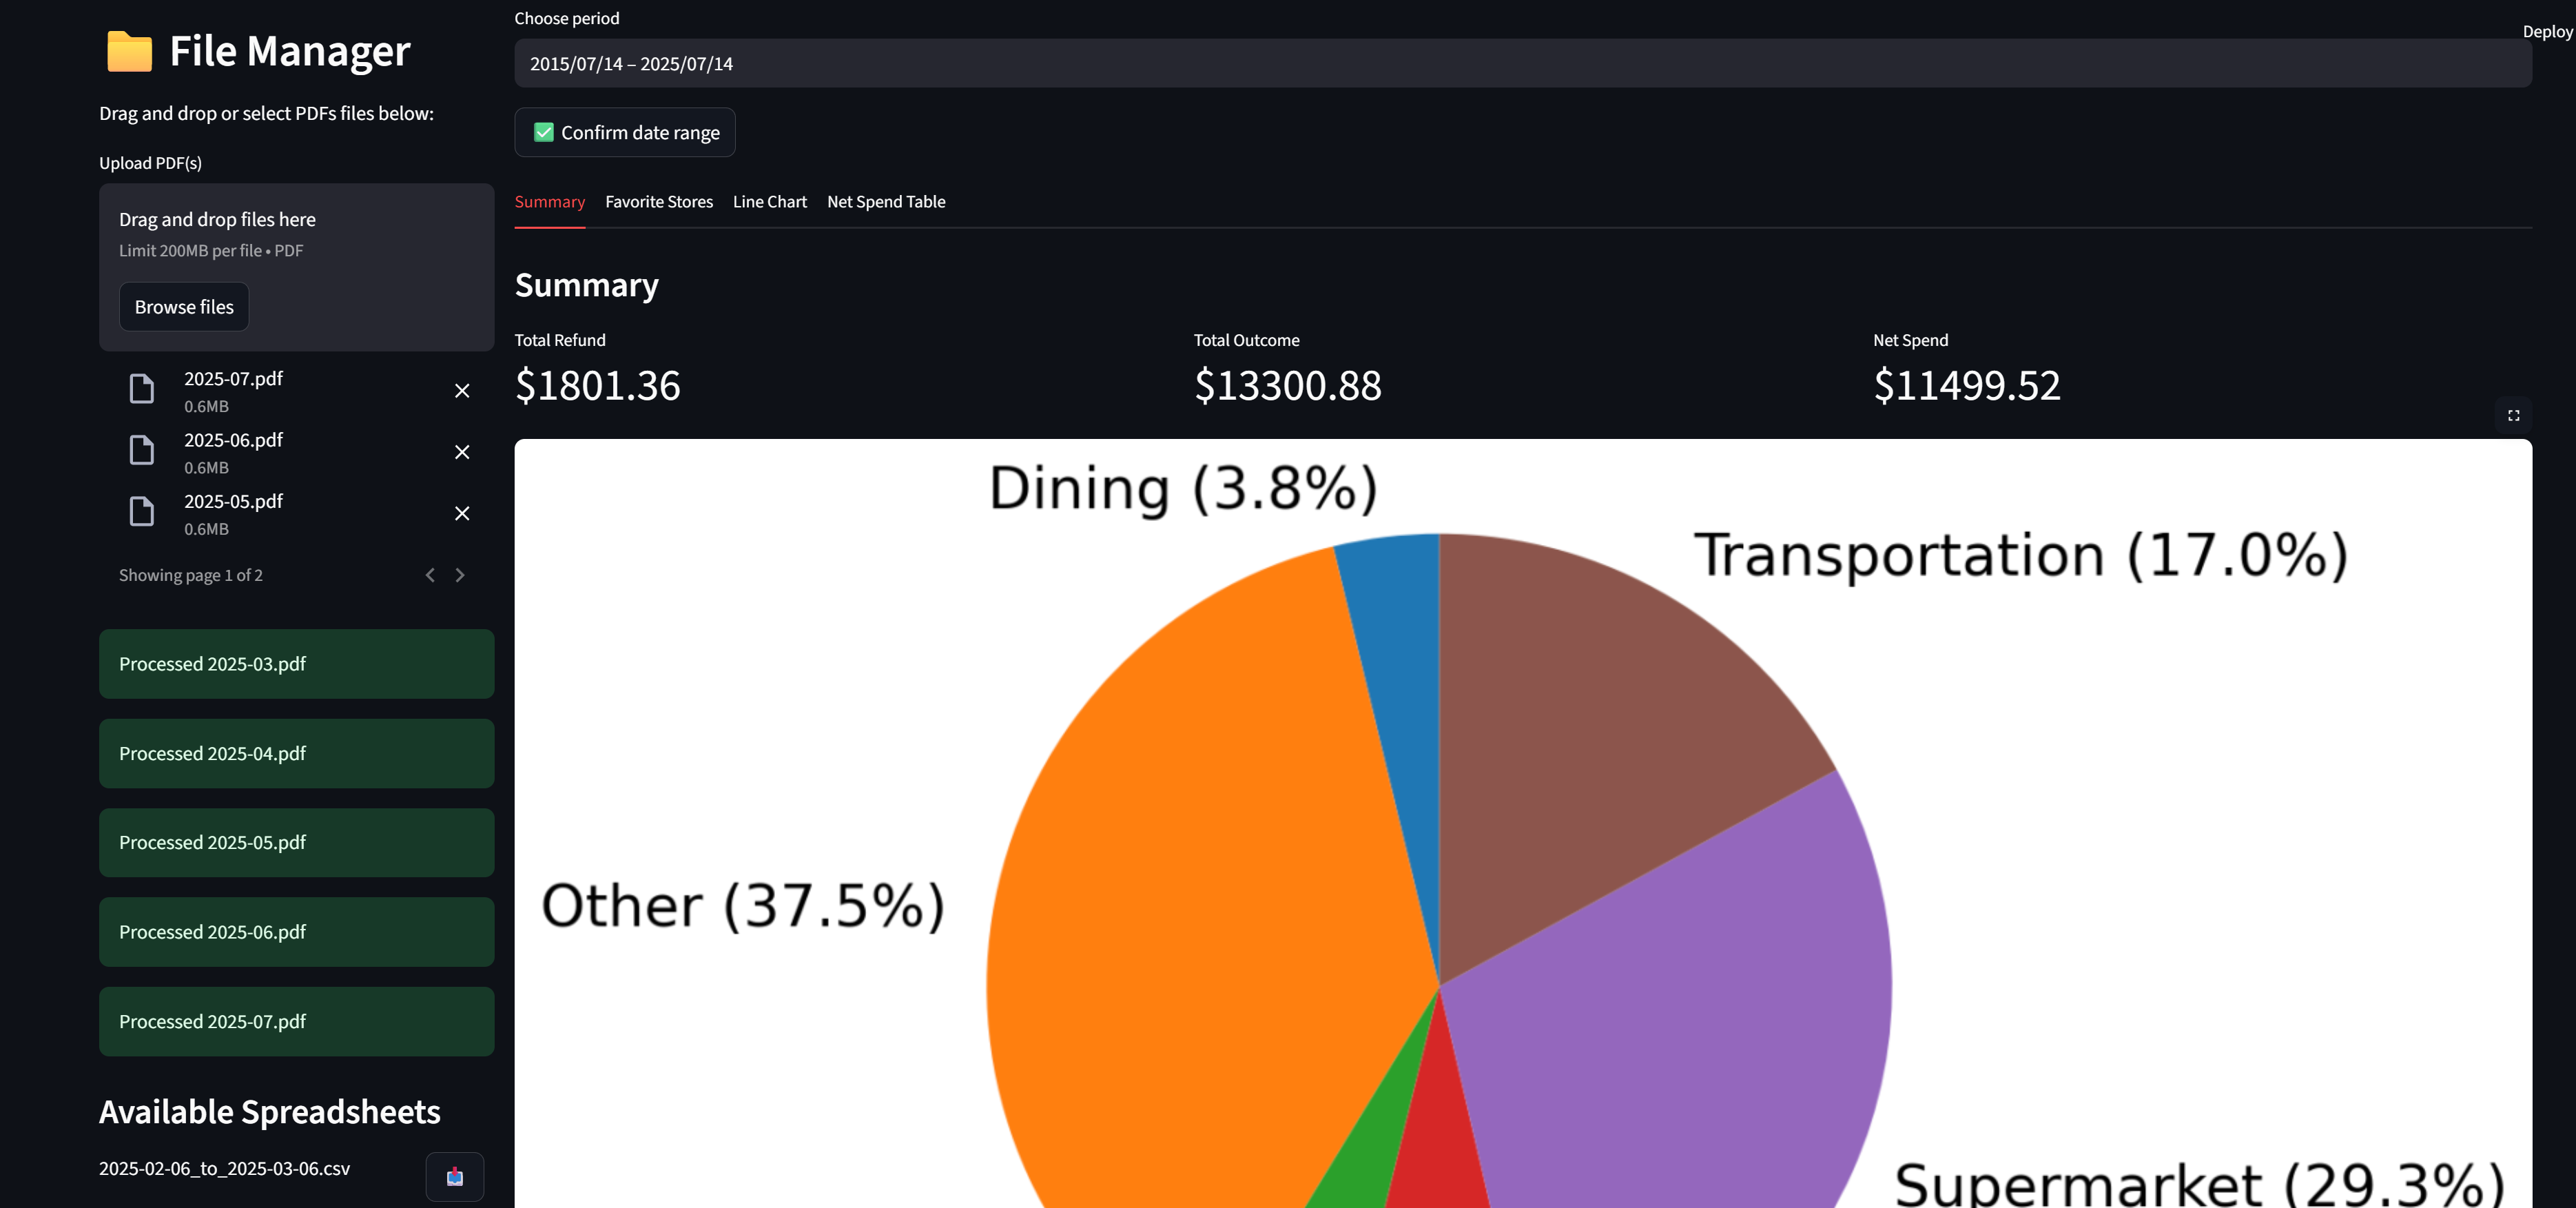 File Manager
Drag and drop or select PDFs files below:
Upload PDF(s)
Drag and drop files here
Limit 200MB per file • PDF
Browse files
2025-07.pdf
0.6MB
2025-06.pdf
0.6MB
2025-05.pdf
0.6MB
Showing page 1 of 2
Processed 2025-03.pdf
Processed 2025-04.pdf
Processed 2025-05.pdf
Processed 2025-06.pdf
Processed 2025-07.pdf
Available Spreadsheets
2025-02-06_to_2025-03-06.csv
Deploy
Choose period
2015/07/14 – 2025/07/14
Confirm date range
Summary Favorite Stores Line Chart Net Spend Table
Summary
Total Refund Total Outcome Net Spend
$1801.36 $13300.88 $11499.52
Dining (3.8%)
Transportation (17.0%)
Other (37.5%)
Supermarket (29.3%)